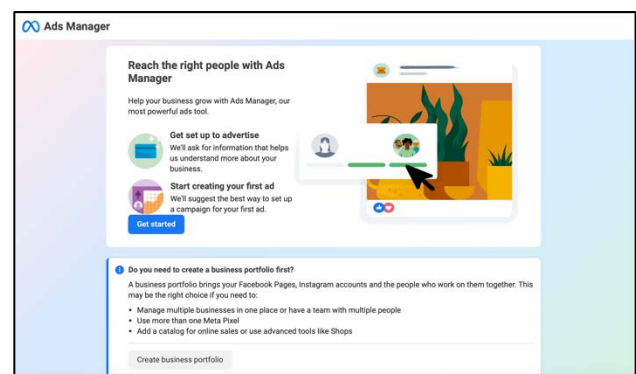 Ads Manager
Reach the right people with Ads
Manager
Help your business grow with Ads Manager, our
most powerful ads tool.
Get set up to advertise
We'll ask for information that helps
us understand more about your
business.
Start creating your first ad
We'll suggest the best way to set up
a campaign for your first ad.
Get started
Do you need to create a business portfolio first?
A business portfolio brings your Facebook Pages, Instagram accounts and the people who work on them together. This
may be the right choice if you need to:
• Manage multiple businesses in one place or have a team with multiple people
• Use more than one Meta Pixel
• Add a catalog for online sales or use advanced tools like Shops
Create business portfolio